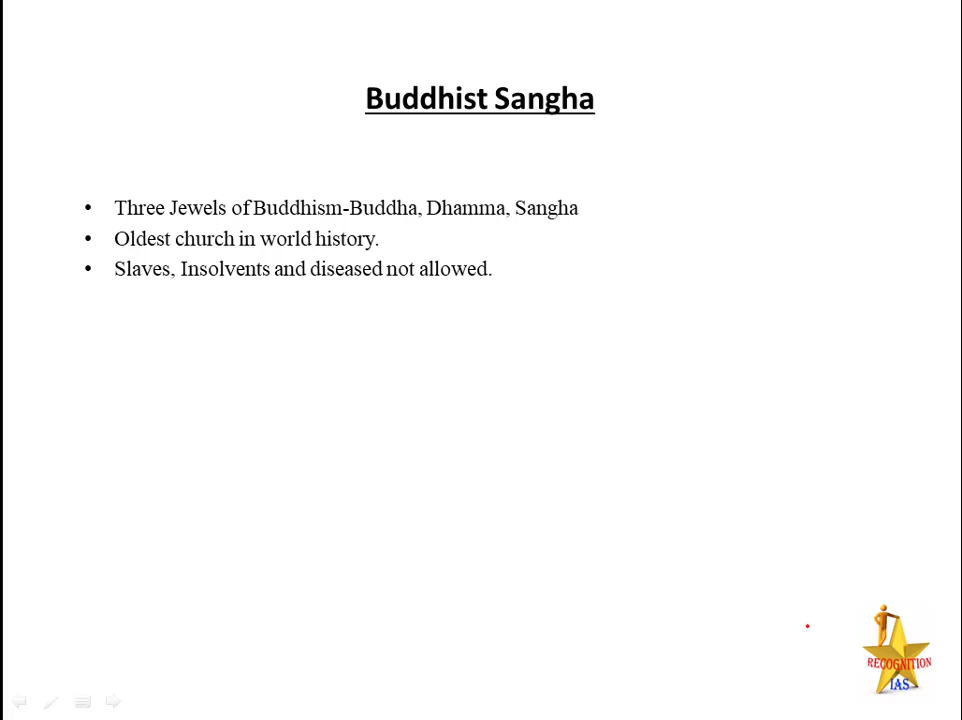 Buddhist Sangha
• Three Jewels of Buddhism-Buddha, Dhamma, Sangha
• Oldest church in world history.
• Slaves, Insolvents and diseased not allowed.
RECOGNITION
IAS